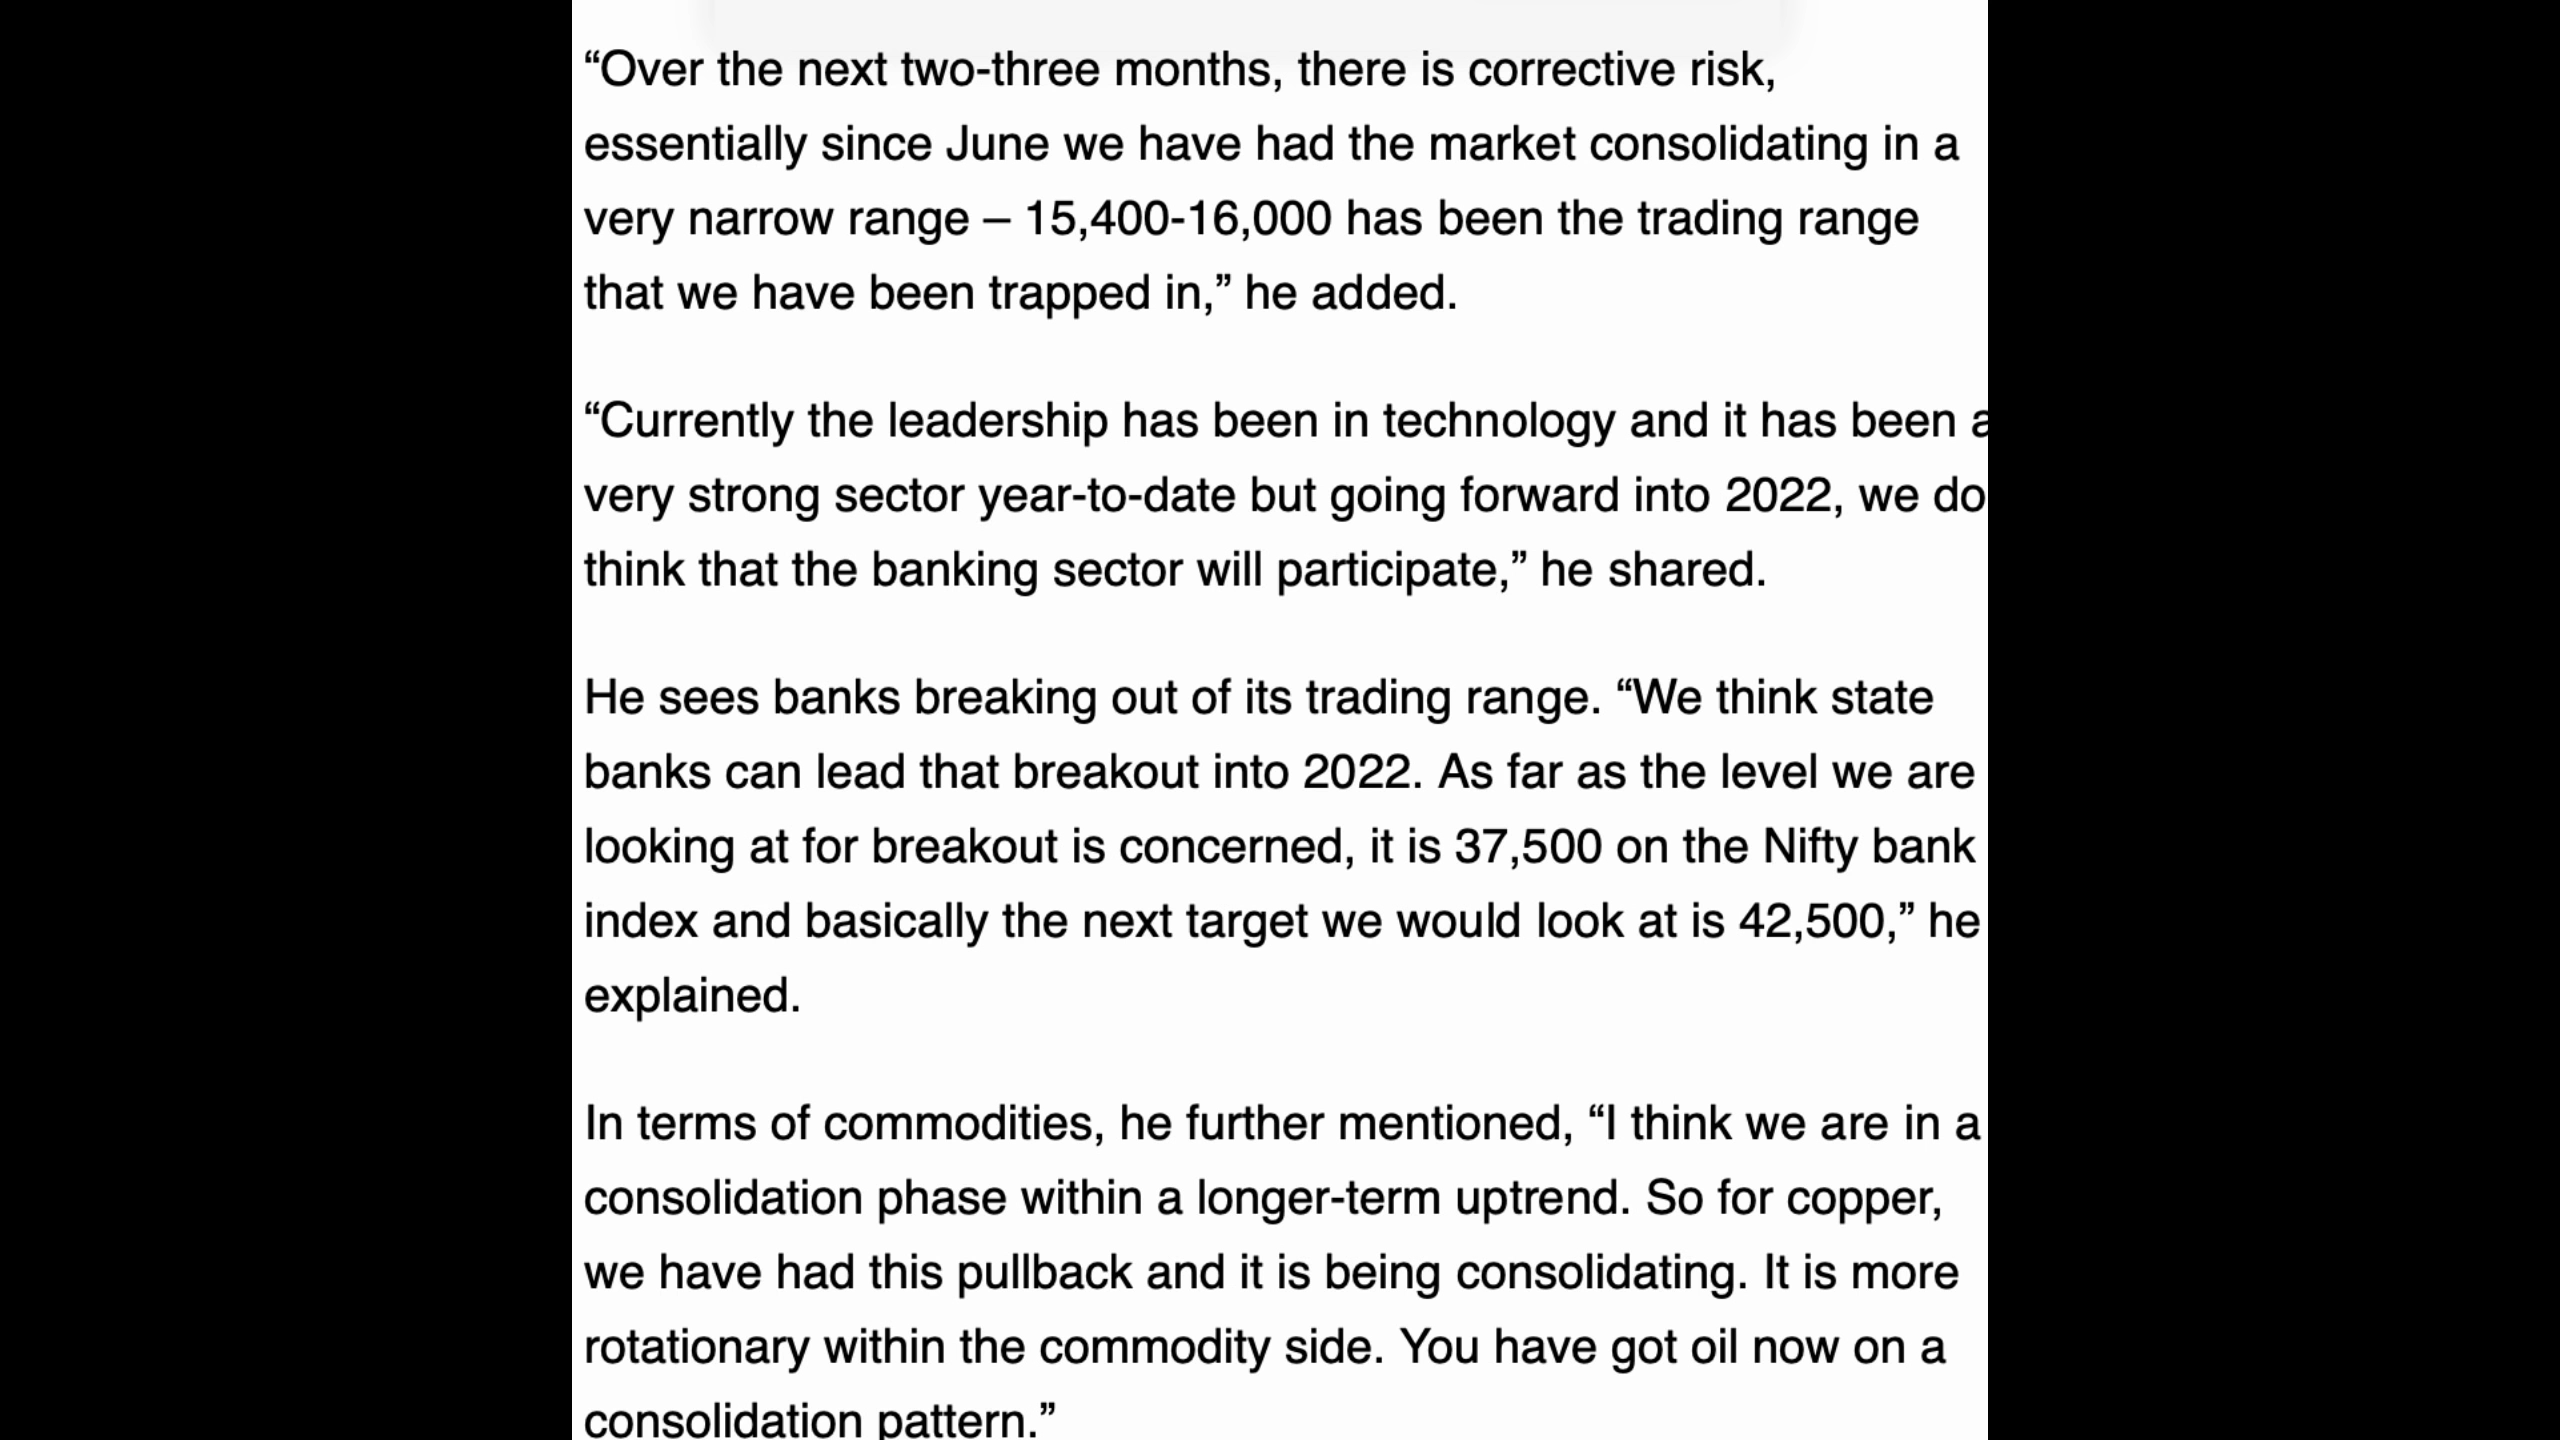 “Over the next two-three months, there is corrective risk,
essentially since June we have had the market consolidating in a
very narrow range – 15,400-16,000 has been the trading range
that we have been trapped in,” he added.
“Currently the leadership has been in technology and it has been a
very strong sector year-to-date but going forward into 2022, we do
think that the banking sector will participate,” he shared.
He sees banks breaking out of its trading range. “We think state
banks can lead that breakout into 2022. As far as the level we are
looking at for breakout is concerned, it is 37,500 on the Nifty bank
index and basically the next target we would look at is 42,500,” he
explained.
In terms of commodities, he further mentioned, “I think we are in a
consolidation phase within a longer-term uptrend. So for copper,
we have had this pullback and it is being consolidating. It is more
rotationary within the commodity side. You have got oil now on a
consolidation pattern.”